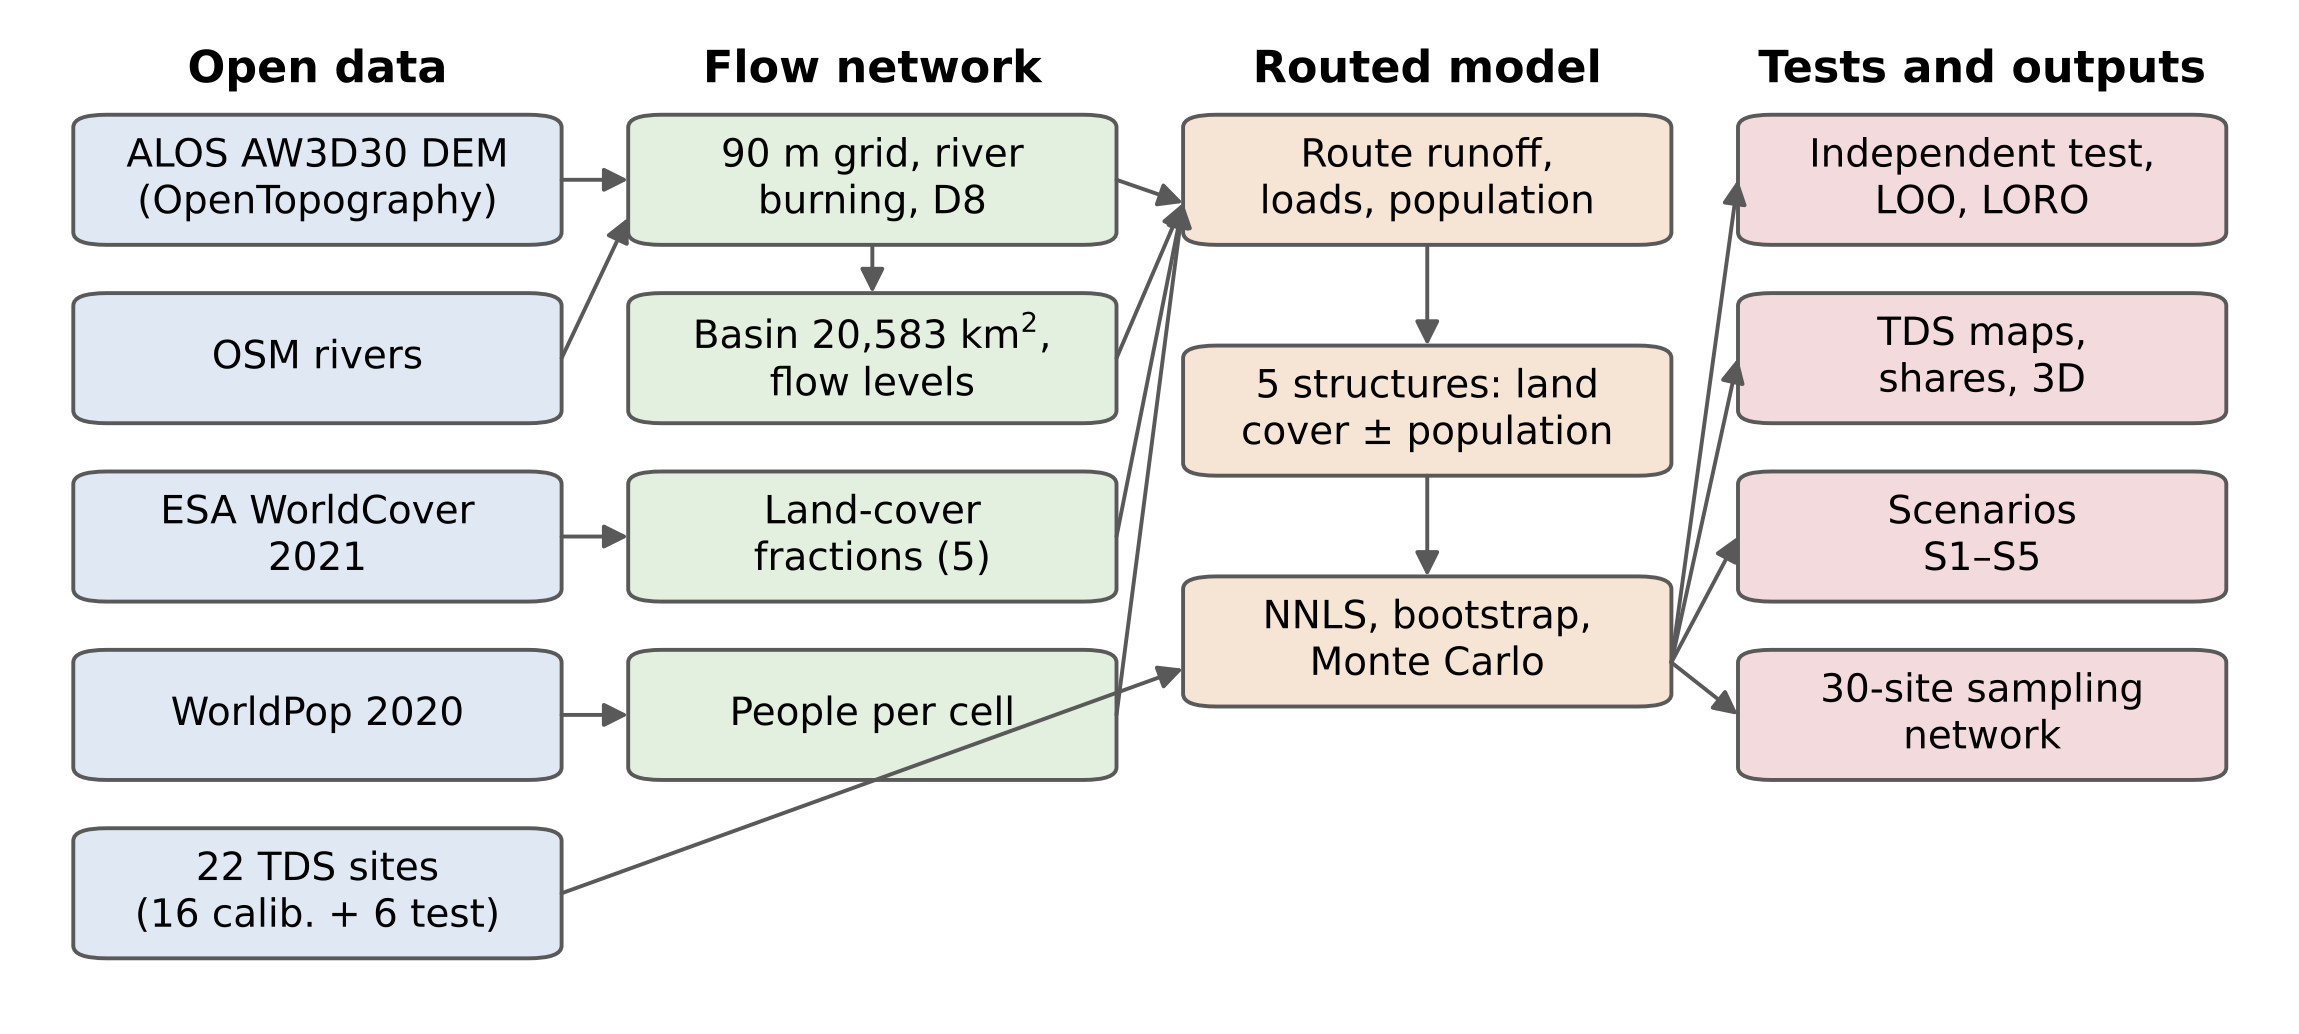 Open data
ALOS AW3D30 DEM
(OpenTopography)
OSM rivers
ESA WorldCover
2021
WorldPop 2020
22 TDS sites
(16 calib. + 6 test)
Flow network
90 m grid, river
burning, D8
Basin 20,583 km²,
flow levels
Land-cover
fractions (5)
People per cell
Routed model
Route runoff,
loads, population
5 structures: land
cover ± population
NNLS, bootstrap,
Monte Carlo
Tests and outputs
Independent test,
LOO, LORO
TDS maps,
shares, 3D
Scenarios
S1–S5
30-site sampling
network